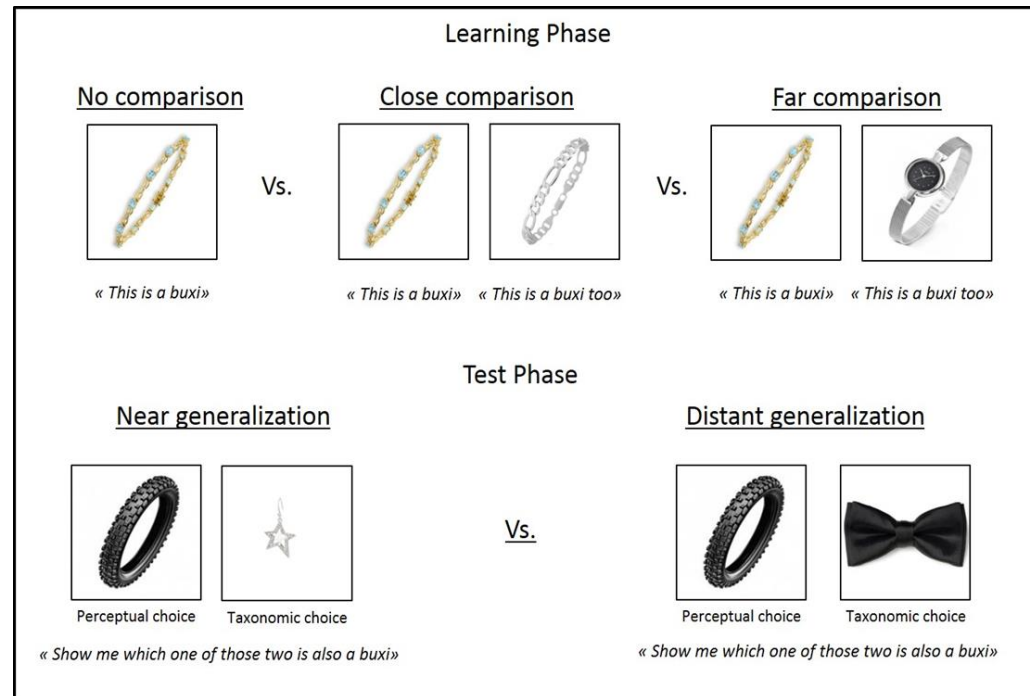 Learning Phase
No comparison
Close comparison
Far comparison
Vs.
Vs.
« This is a buxi»
« This is a buxi»
« This is a buxi too»
« This is a buxi»
« This is a buxi too»
Test Phase
Near generalization
Distant generalization
Vs.
Perceptual choice
Taxonomic choice
Perceptual choice
Taxonomic choice
« Show me which one of those two is also a buxi»
« Show me which one of those two is also a buxi»